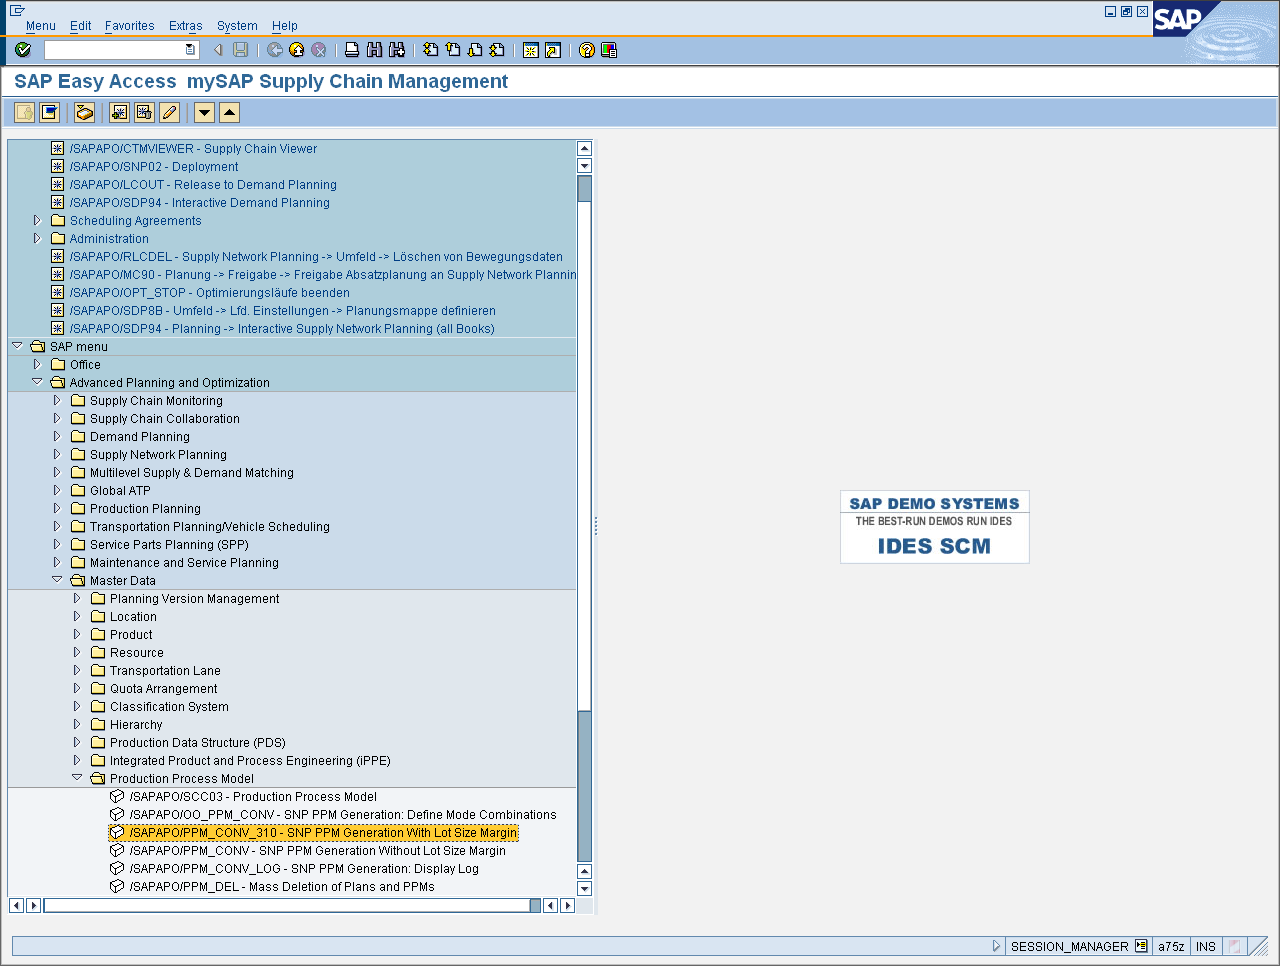 Menu Edit Favorites Extras System Help
SAP
SAP Easy Access mySAP Supply Chain Management
/SAPAPO/CTMVIEWER - Supply Chain Viewer
/SAPAPO/SNP02 - Deployment
/SAPAPO/LCOUT - Release to Demand Planning
/SAPAPO/SDP94 - Interactive Demand Planning
Scheduling Agreements
Administration
/SAPAPO/RLCDEL - Supply Network Planning -> Umfeld -> Löschen von Bewegungsdaten
/SAPAPO/MC90 - Planung -> Freigabe -> Freigabe Absatzplanung an Supply Network Plannin
/SAPAPO/OPT_STOP - Optimierungsläufe beenden
/SAPAPO/SDP8B - Umfeld -> Lfd. Einstellungen -> Planungsmappe definieren
/SAPAPO/SDP94 - Planning -> Interactive Supply Network Planning (all Books)
SAP menu
Office
Advanced Planning and Optimization
Supply Chain Monitoring
Supply Chain Collaboration
Demand Planning
Supply Network Planning
Multilevel Supply & Demand Matching
Global ATP
Production Planning
Transportation Planning/Vehicle Scheduling
Service Parts Planning (SPP)
Maintenance and Service Planning
Master Data
Planning Version Management
Location
Product
Resource
Transportation Lane
Quota Arrangement
Classification System
Hierarchy
Production Data Structure (PDS)
Integrated Product and Process Engineering (iPPE)
Production Process Model
/SAPAPO/SCC03 - Production Process Model
/SAPAPO/OO_PPM_CONV - SNP PPM Generation: Define Mode Combinations
/SAPAPO/PPM_CONV_310 - SNP PPM Generation With Lot Size Margin
/SAPAPO/PPM_CONV - SNP PPM Generation Without Lot Size Margin
/SAPAPO/PPM_CONV_LOG - SNP PPM Generation: Display Log
/SAPAPO/PPM_DEL - Mass Deletion of Plans and PPMs
SAP DEMO SYSTEMS
THE BEST-RUN DEMOS RUN IDES
IDES SCM
SESSION_MANAGER a75z INS